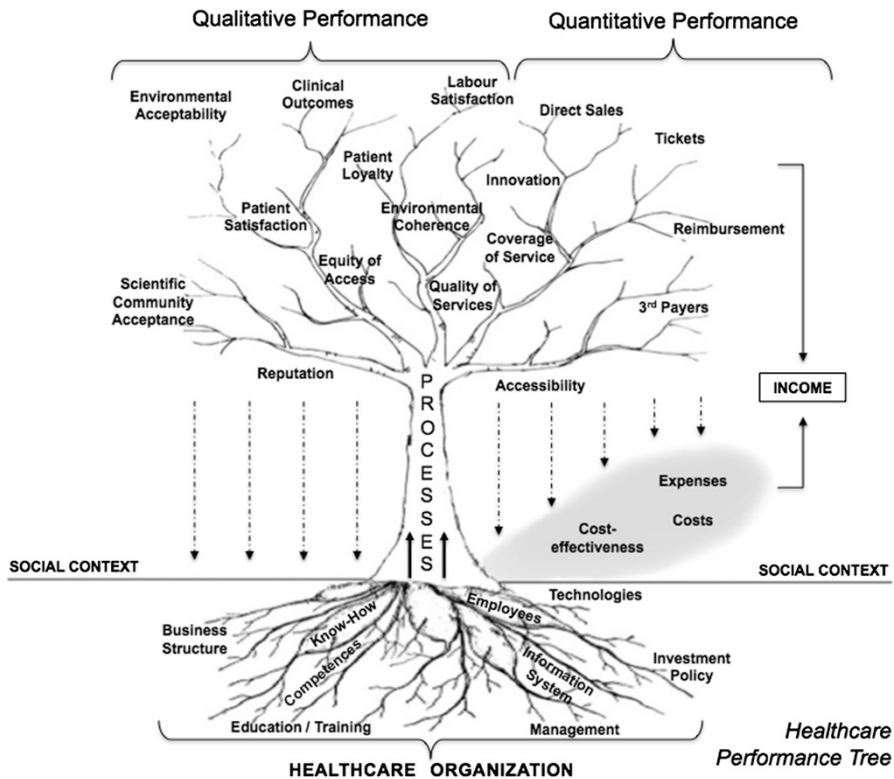 Qualitative Performance
Quantitative Performance
Environmental
Acceptability
Clinical
Outcomes
Labour
Satisfaction
Direct Sales
Tickets
Patient
Loyalty
Innovation
Patient
Satisfaction
Environmental
Coherence
Reimbursement
Coverage
of Service
Equity of
Access
Quality of
Services
Scientific
Community
Acceptance
3rd Payers
Reputation
Accessibility
INCOME
PROCESSES
Expenses
Costs
Cost-
effectiveness
SOCIAL CONTEXT
SOCIAL CONTEXT
Technologies
Employees
Know-How
Business
Structure
Competences
Information
System
Investment
Policy
Education / Training
Management
HEALTHCARE ORGANIZATION
Healthcare
Performance Tree